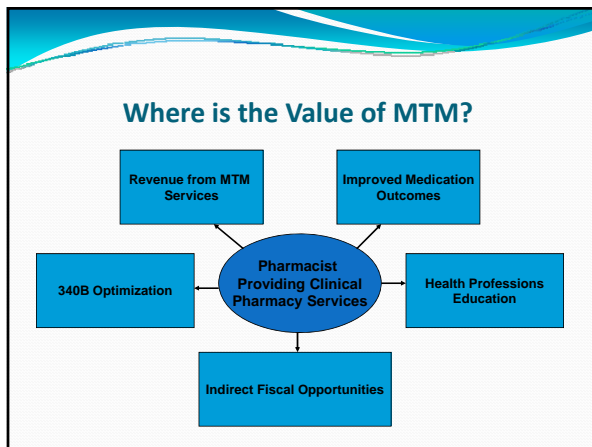 Where is the Value of MTM?
Revenue from MTM
Services
Improved Medication
Outcomes
Pharmacist
Providing Clinical
Pharmacy Services
340B Optimization
Health Professions
Education
Indirect Fiscal Opportunities